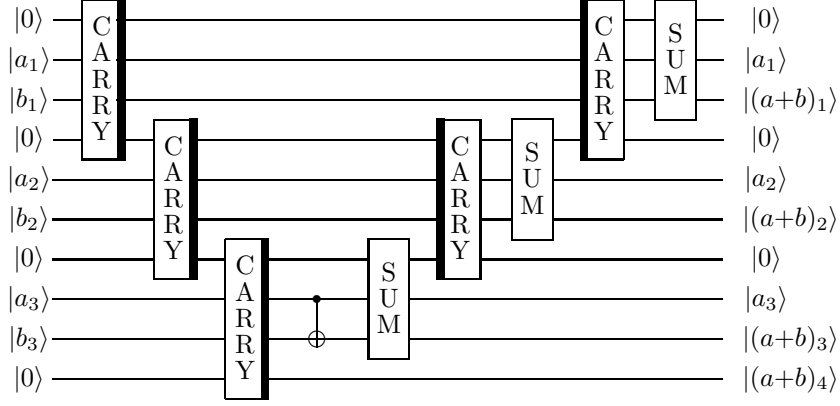 |0⟩ |0⟩
|a₁⟩ |a₁⟩
|b₁⟩ |(a+b)₁⟩
|0⟩ |0⟩
|a₂⟩ |a₂⟩
|b₂⟩ |(a+b)₂⟩
|0⟩ |0⟩
|a₃⟩ |a₃⟩
|b₃⟩ |(a+b)₃⟩
|0⟩ |(a+b)₄⟩
CARRY
CARRY
CARRY
SUM
CARRY
SUM
CARRY
SUM